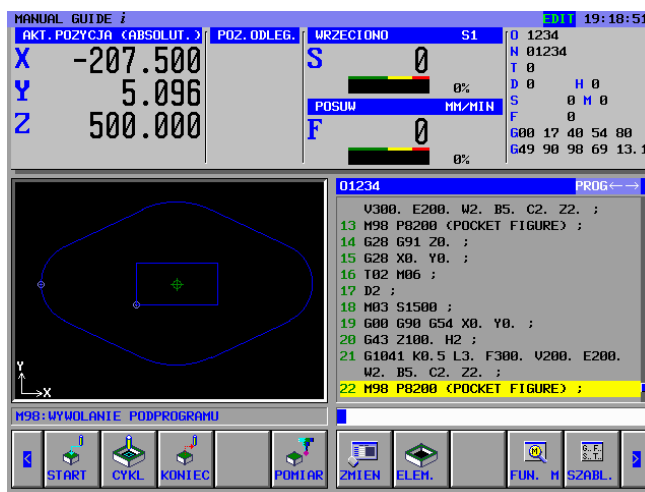 MANUAL GUIDE i
EDIT 19:18:51
AKT.POZYCJA (ABSOLUT.) POZ.ODLEG. WRZECIONO S1
X -207.500
Y 5.096
Z 500.000
S 0
0%
POSUW MM/MIN
F 0
0%
O 1234
N 01234
T 0
D 0 H 0
S 0 M 0
F 0
G00 17 40 54 80
G49 90 98 69 13.1
O1234 PROG←→
V300. E200. W2. B5. C2. Z2. ;
13 M98 P8200 (POCKET FIGURE) ;
14 G28 G91 Z0. ;
15 G28 X0. Y0. ;
16 T02 M06 ;
17 D2 ;
18 M03 S1500 ;
19 G00 G90 G54 X0. Y0. ;
20 G43 Z100. H2 ;
21 G1041 K0.5 L3. F300. V200. E200.
W2. B5. C2. Z2. ;
22 M98 P8200 (POCKET FIGURE) ;
Y
X
M98:WYWOLANIE PODPROGRAMU
START CYKL KONIEC POMIAR ZMIEN ELEM. FUN. M SZABL.
G..F..
S..T..